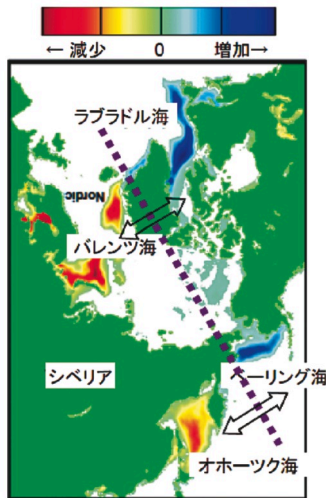 ← 減少 0 増加→
ラブラドル海
Nordic
バレンツ海
シベリア
ベーリング海
オホーツク海